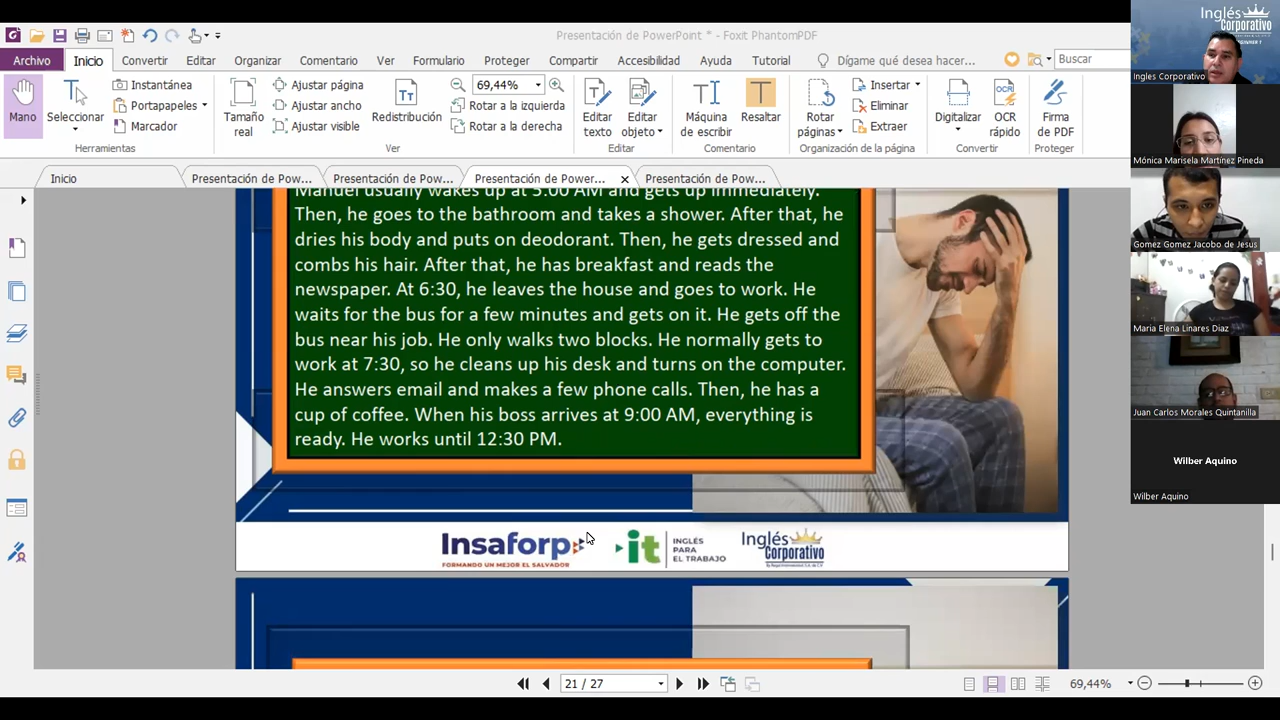 Presentación de PowerPoint * - Foxit PhantomPDF
Archivo Inicio Convertir Editar Organizar Comentario Ver Formulario Proteger Compartir Accesibilidad Ayuda Tutorial Dígame qué desea hacer... Buscar
Mano
Seleccionar
Instantánea
Portapapeles
Marcador
Herramientas
Tamaño real
69,44%
Ajustar página
Ajustar ancho
Ajustar visible
Redistribución
Rotar a la izquierda
Rotar a la derecha
Ver
Editar texto
Editar objeto
Editar
Máquina de escribir
Resaltar
Comentario
Rotar páginas
Insertar
Eliminar
Extraer
Organización de la página
Digitalizar
OCR rápido
Convertir
Firma de PDF
Proteger
Inicio
Presentación de Pow...
Presentación de Pow...
Presentación de Power...
Presentación de Pow...
Manuel usually wakes up at 5:00 AM and gets up immediately.
Then, he goes to the bathroom and takes a shower. After that, he
dries his body and puts on deodorant. Then, he gets dressed and
combs his hair. After that, he has breakfast and reads the
newspaper. At 6:30, he leaves the house and goes to work. He
waits for the bus for a few minutes and gets on it. He gets off the
bus near his job. He only walks two blocks. He normally gets to
work at 7:30, so he cleans up his desk and turns on the computer.
He answers email and makes a few phone calls. Then, he has a
cup of coffee. When his boss arrives at 9:00 AM, everything is
ready. He works until 12:30 PM.
Insaforp
FORMANDO UN MEJOR EL SALVADOR
it
INGLÉS
PARA
EL TRABAJO
Inglés
Corporativo
21 / 27
69,44%
Inglés
Corporativo
Ingles Corporativo
Mónica Marisela Martínez Pineda
Gomez Gomez Jacobo de Jesus
Maria Elena Linares Diaz
Juan Carlos Morales Quintanilla
Wilber Aquino
Wilber Aquino